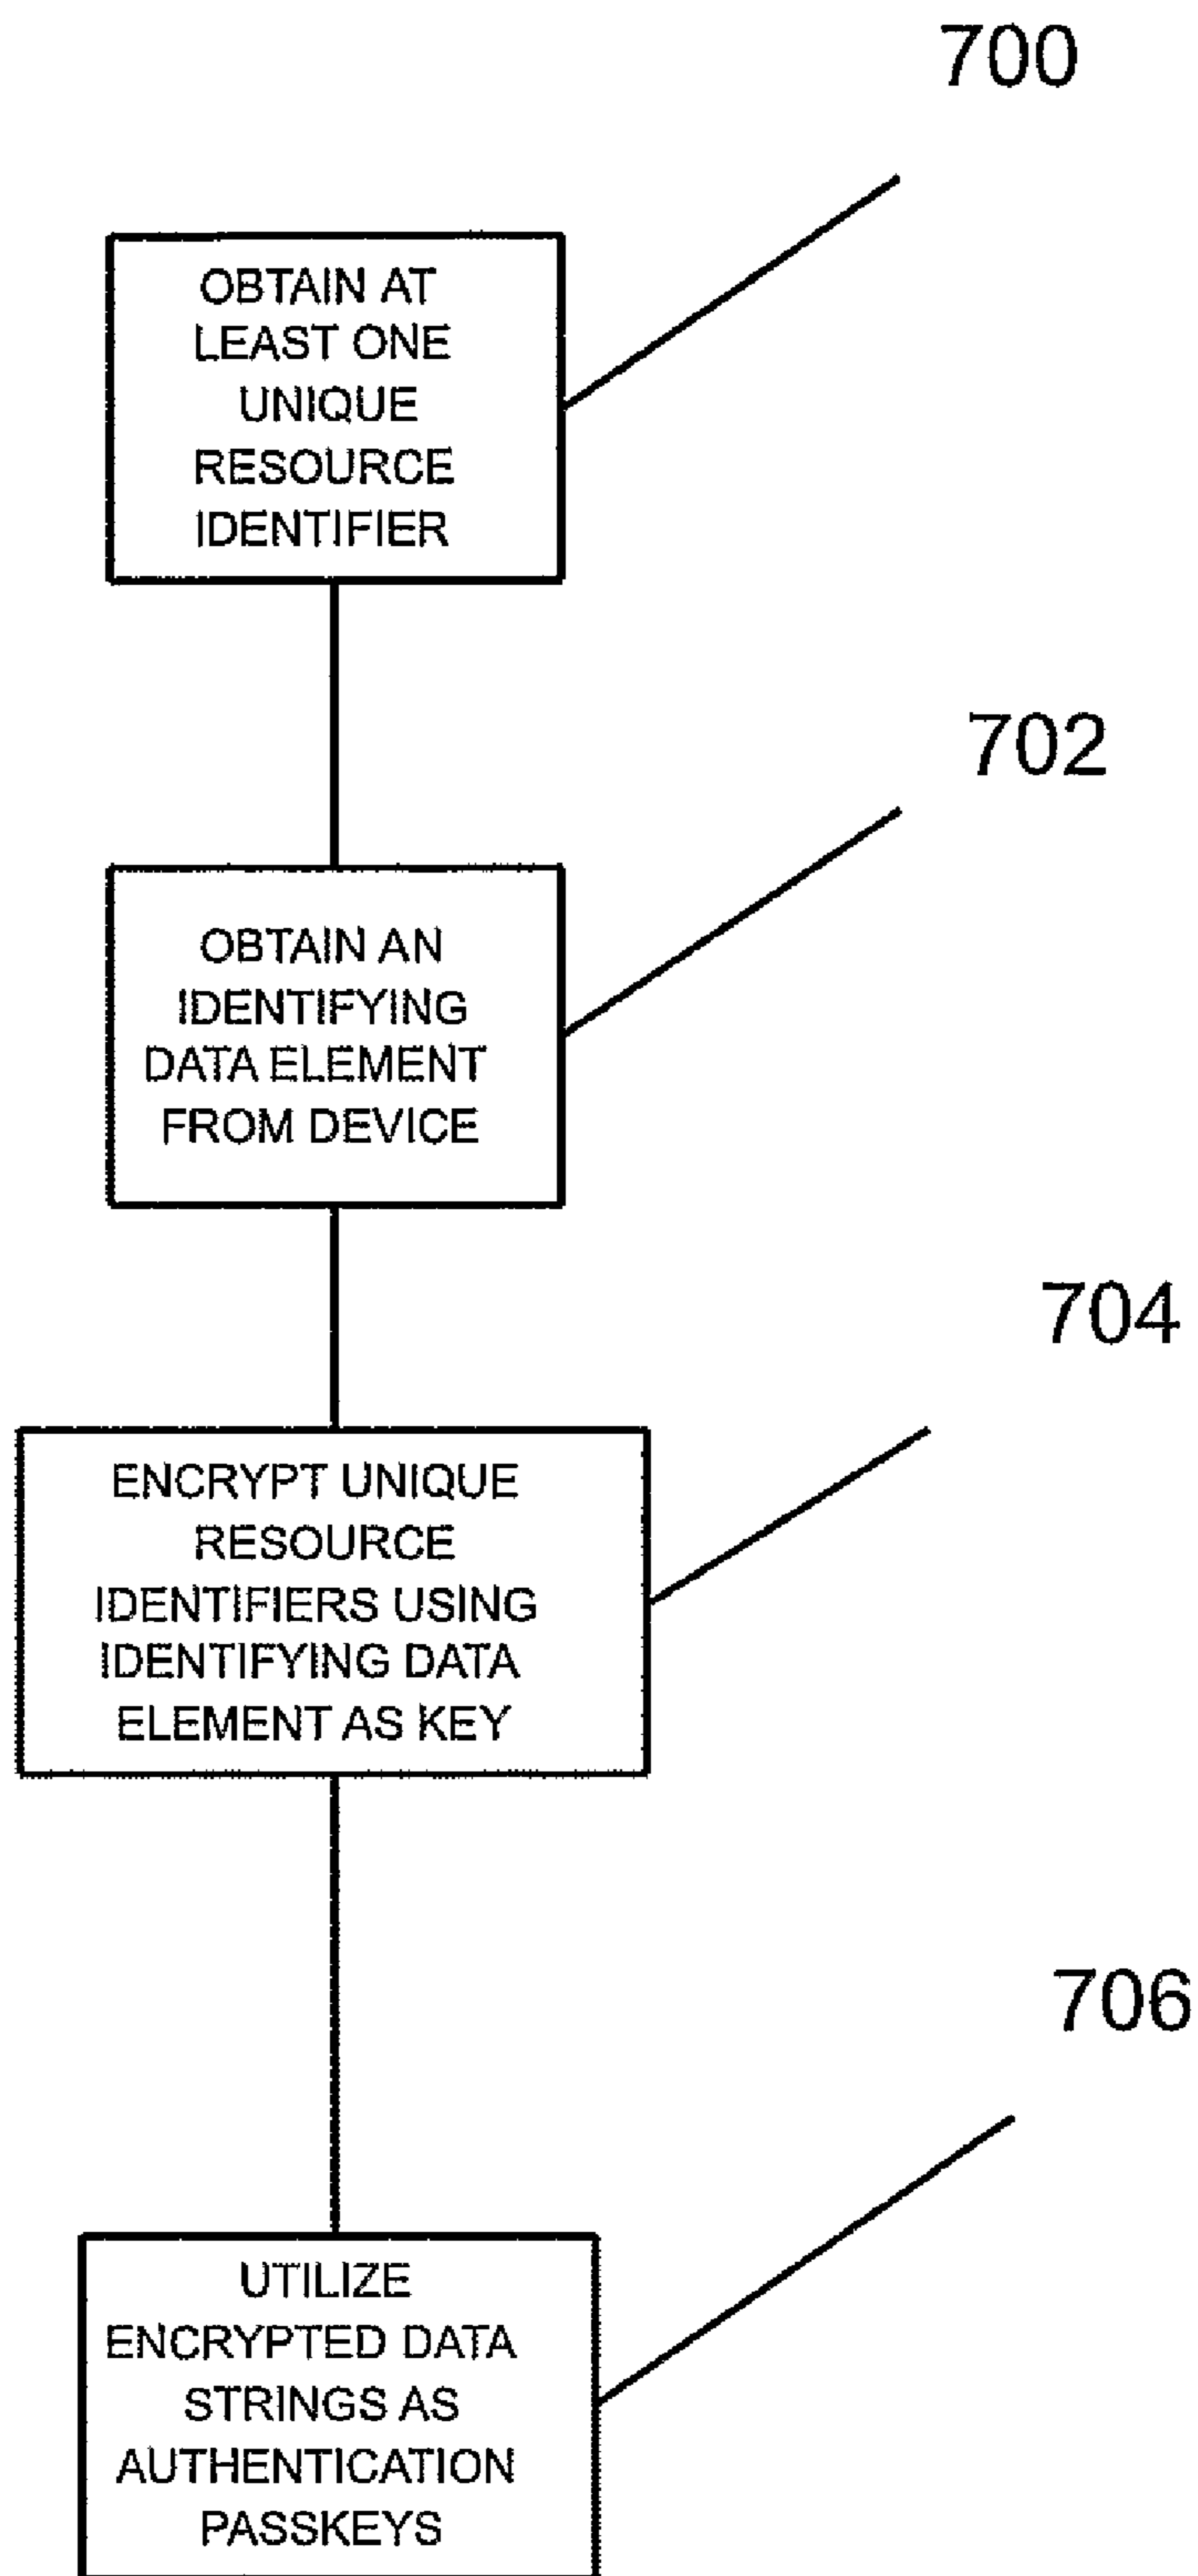 700
OBTAIN AT
LEAST ONE
UNIQUE
RESOURCE
IDENTIFIER
702
OBTAIN AN
IDENTIFYING
DATA ELEMENT
FROM DEVICE
704
ENCRYPT UNIQUE
RESOURCE
IDENTIFIERS USING
IDENTIFYING DATA
ELEMENT AS KEY
706
UTILIZE
ENCRYPTED DATA
STRINGS AS
AUTHENTICATION
PASSKEYS